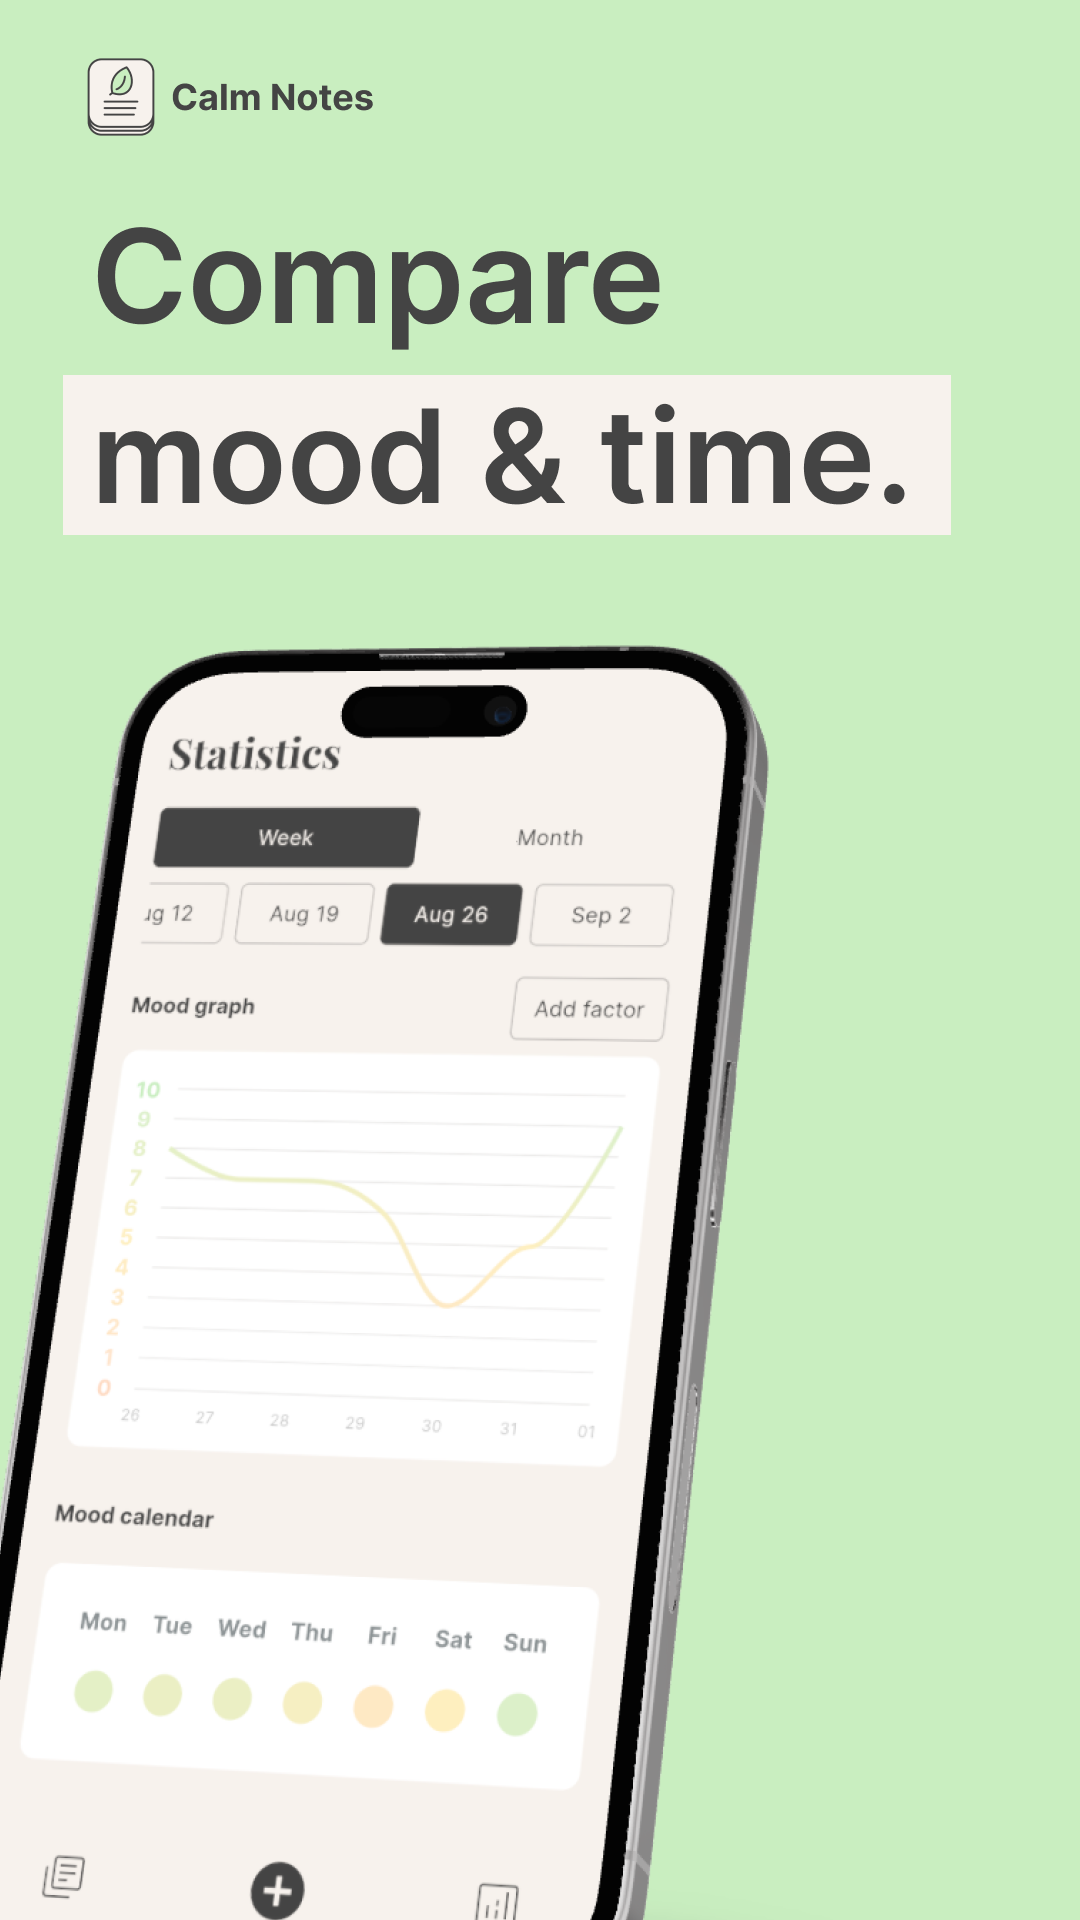 Calm Notes
Compare
mood & time.
Statistics
Week Month
ug 12 Aug 19 Aug 26 Sep 2
Mood graph Add factor
10
9
8
7
6
5
4
3
2
1
0
26 27 28 29 30 31 01
Mood calendar
Mon Tue Wed Thu Fri Sat Sun